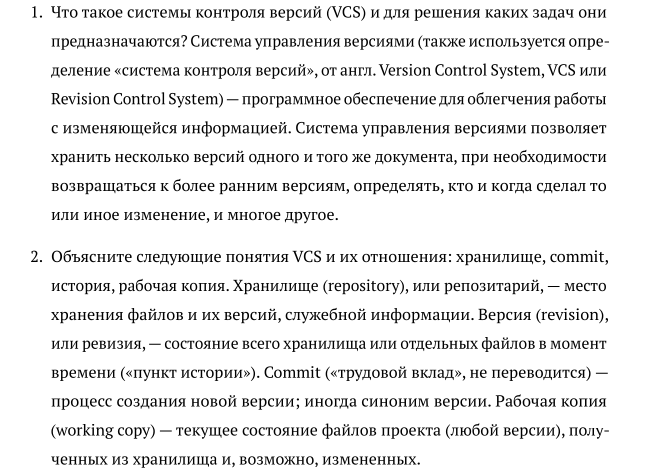 1. Что такое системы контроля версий (VCS) и для решения каких задач они
предназначаются? Система управления версиями (также используется опре-
деление «система контроля версий», от англ. Version Control System, VCS или
Revision Control System) — программное обеспечение для облегчения работы
с изменяющейся информацией. Система управления версиями позволяет
хранить несколько версий одного и того же документа, при необходимости
возвращаться к более ранним версиям, определять, кто и когда сделал то
или иное изменение, и многое другое.
2. Объясните следующие понятия VCS и их отношения: хранилище, commit,
история, рабочая копия. Хранилище (repository), или репозитарий, — место
хранения файлов и их версий, служебной информации. Версия (revision),
или ревизия, — состояние всего хранилища или отдельных файлов в момент
времени («пункт истории»). Commit («трудовой вклад», не переводится) —
процесс создания новой версии; иногда синоним версии. Рабочая копия
(working copy) — текущее состояние файлов проекта (любой версии), полу-
ченных из хранилища и, возможно, измененных.